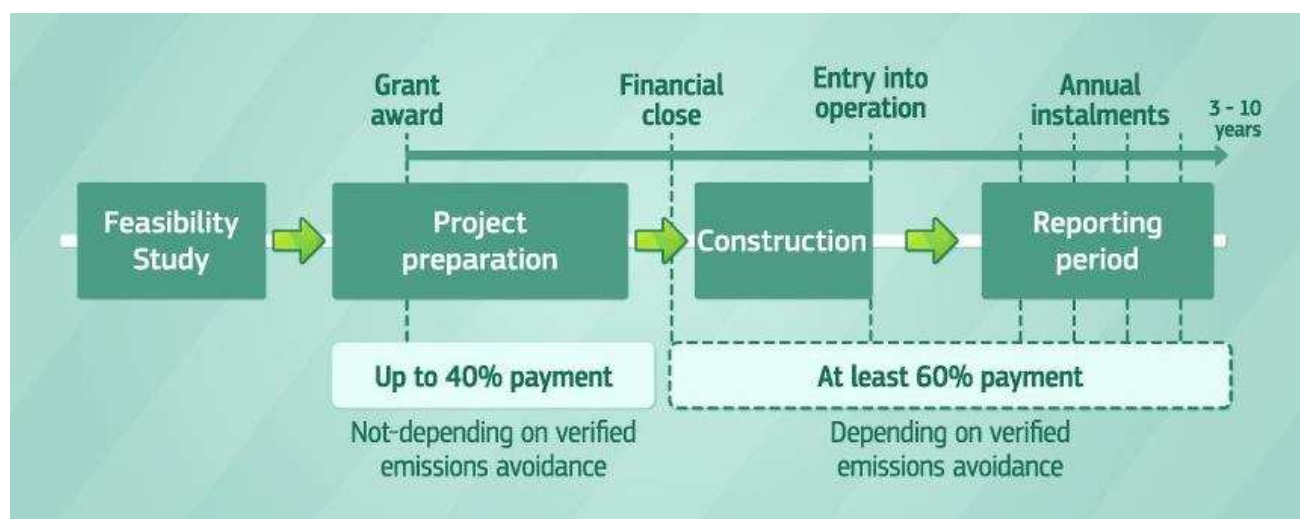 Grant
award
Financial
close
Entry into
operation
Annual
instalments
3 - 10
years
Feasibility
Study
Project
preparation
Construction
Reporting
period
Up to 40% payment
At least 60% payment
Not-depending on verified
emissions avoidance
Depending on verified
emissions avoidance